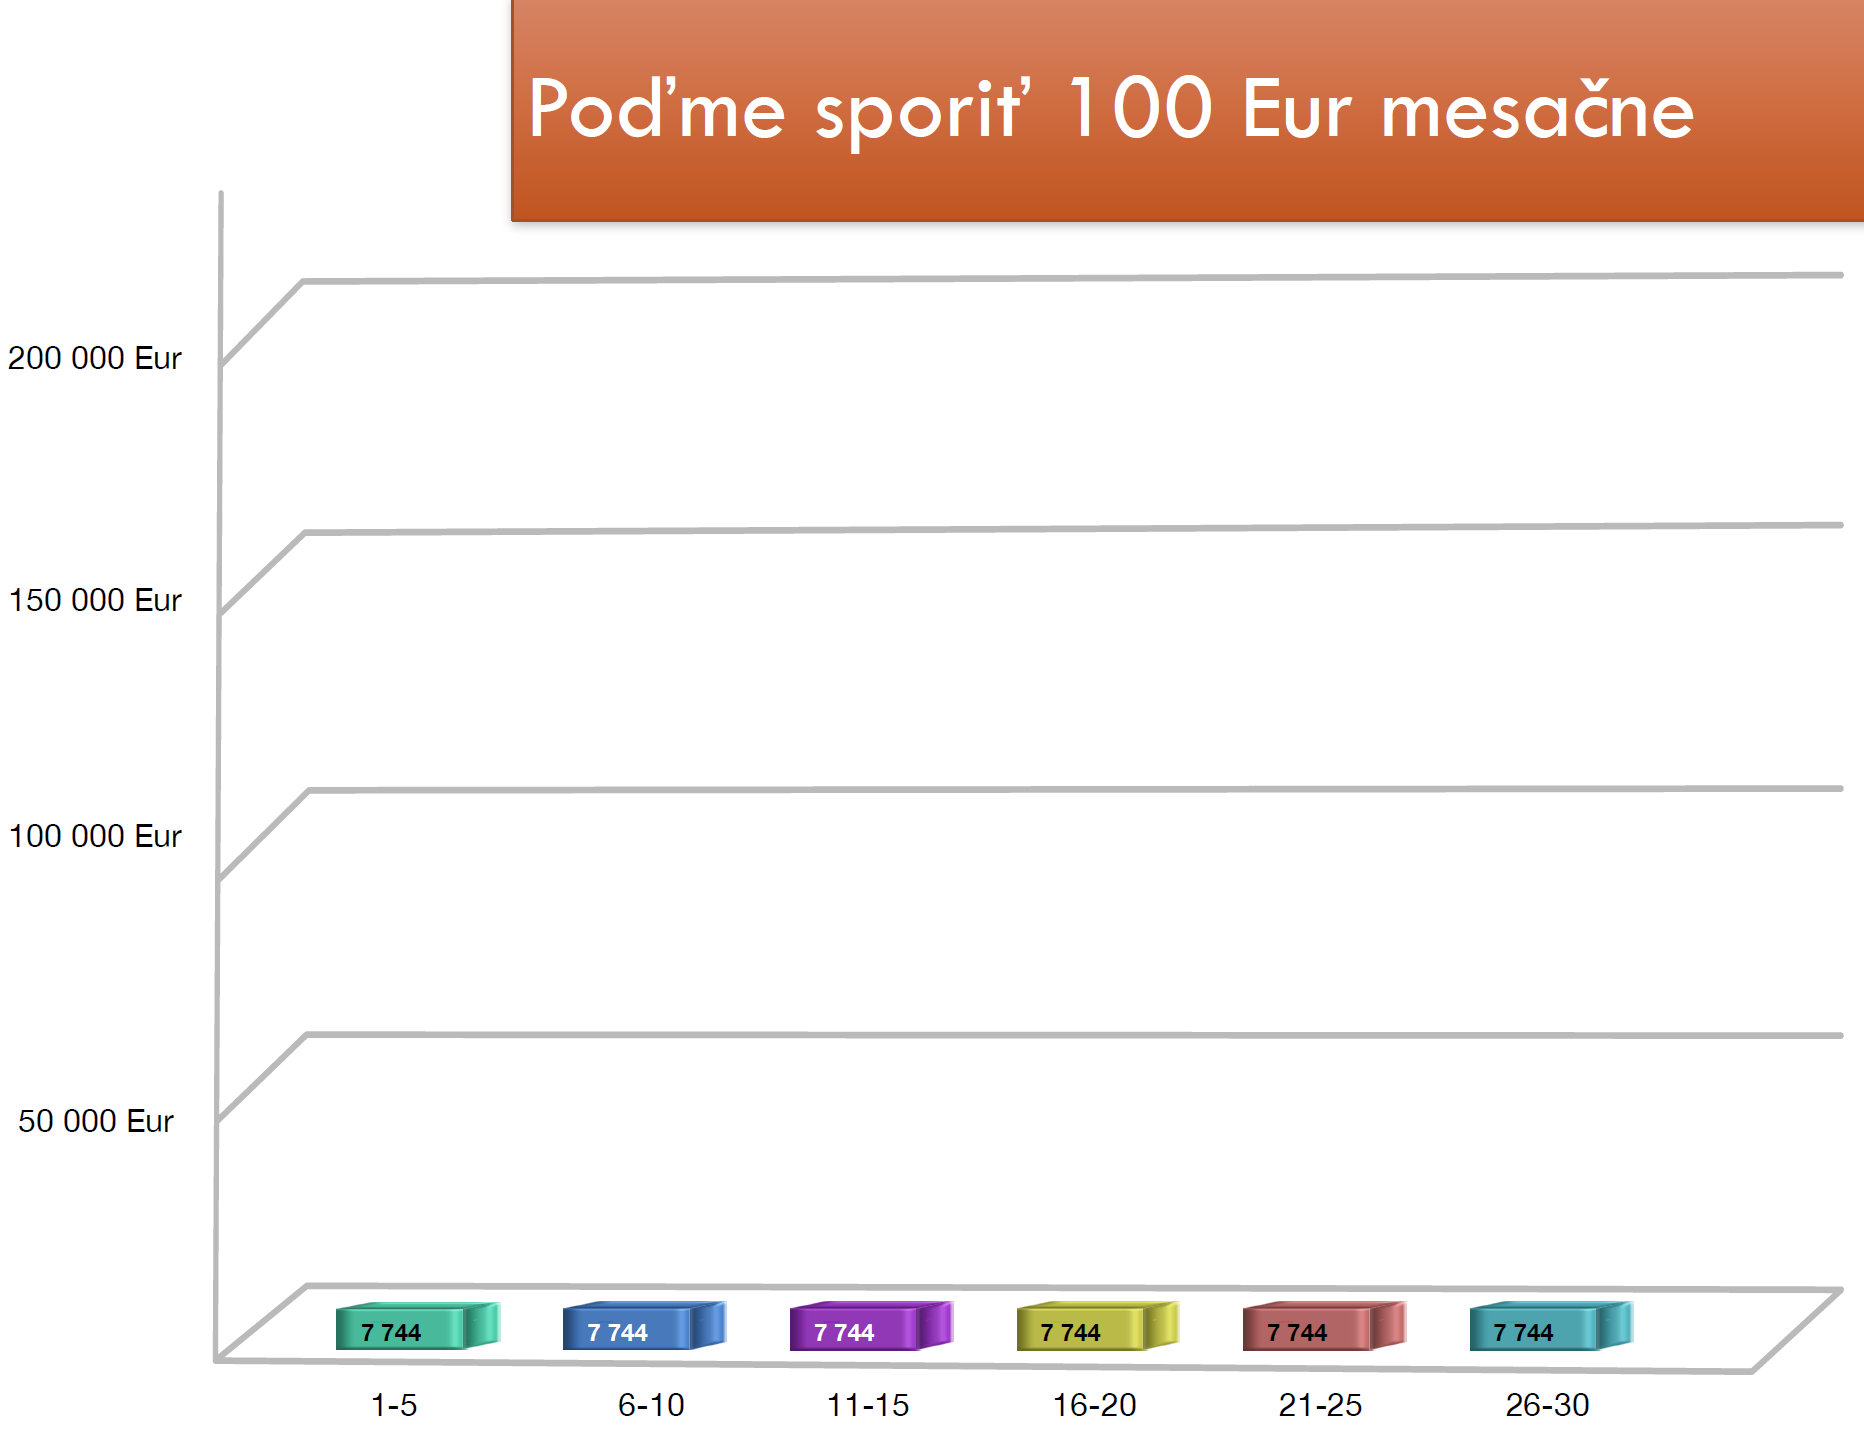 Poďme sporiť 100 Eur mesačne
200 000 Eur
150 000 Eur
100 000 Eur
50 000 Eur
7 744 7 744 7 744 7 744 7 744 7 744
1-5 6-10 11-15 16-20 21-25 26-30